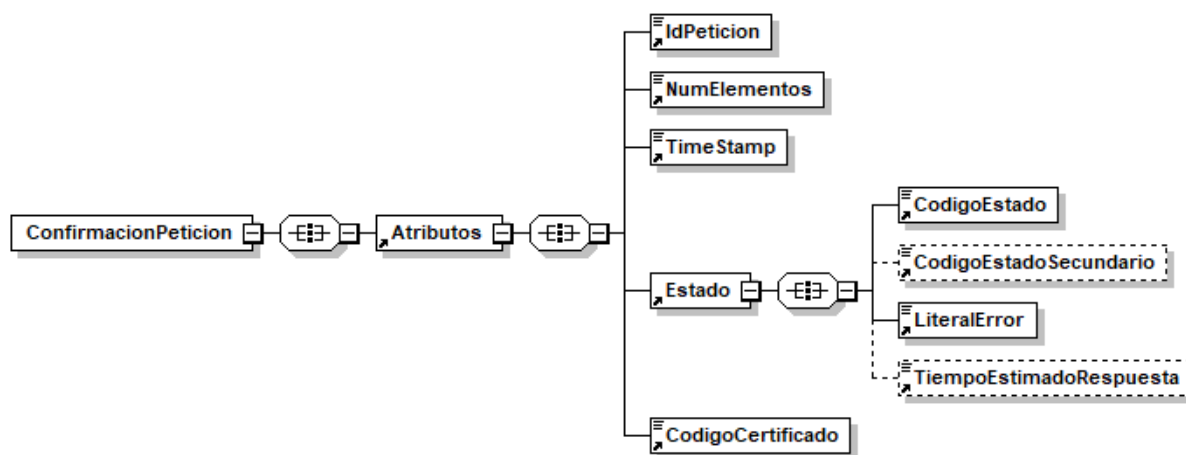 IdPeticion
NumElementos
TimeStamp
CodigoEstado
ConfirmacionPeticion
Atributos
CodigoEstadoSecundario
Estado
LiteralError
TiempoEstimadoRespuesta
CodigoCertificado